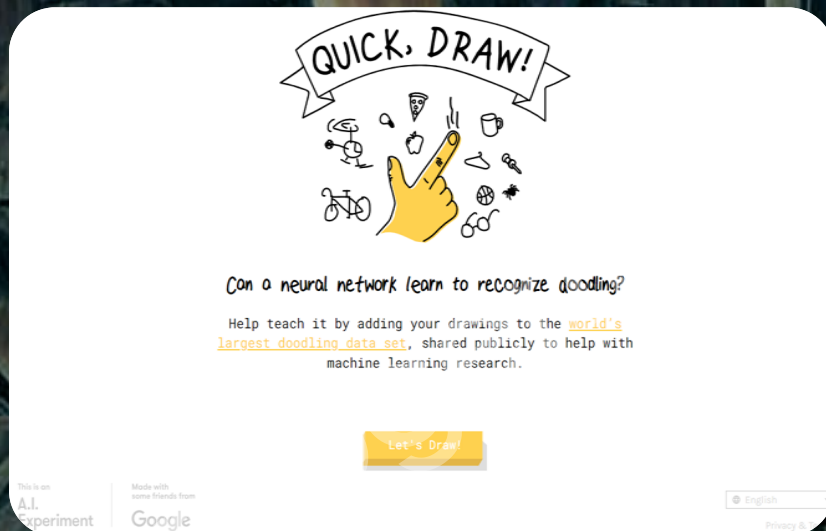 QUICK, DRAW!
Can a neural network learn to recognize doodling?
Help teach it by adding your drawings to the world's
largest doodling data set, shared publicly to help with
machine learning research.
Let's Draw!
This is an
A.I.
Experiment
Made with
some friends from
Google
English
Privacy &